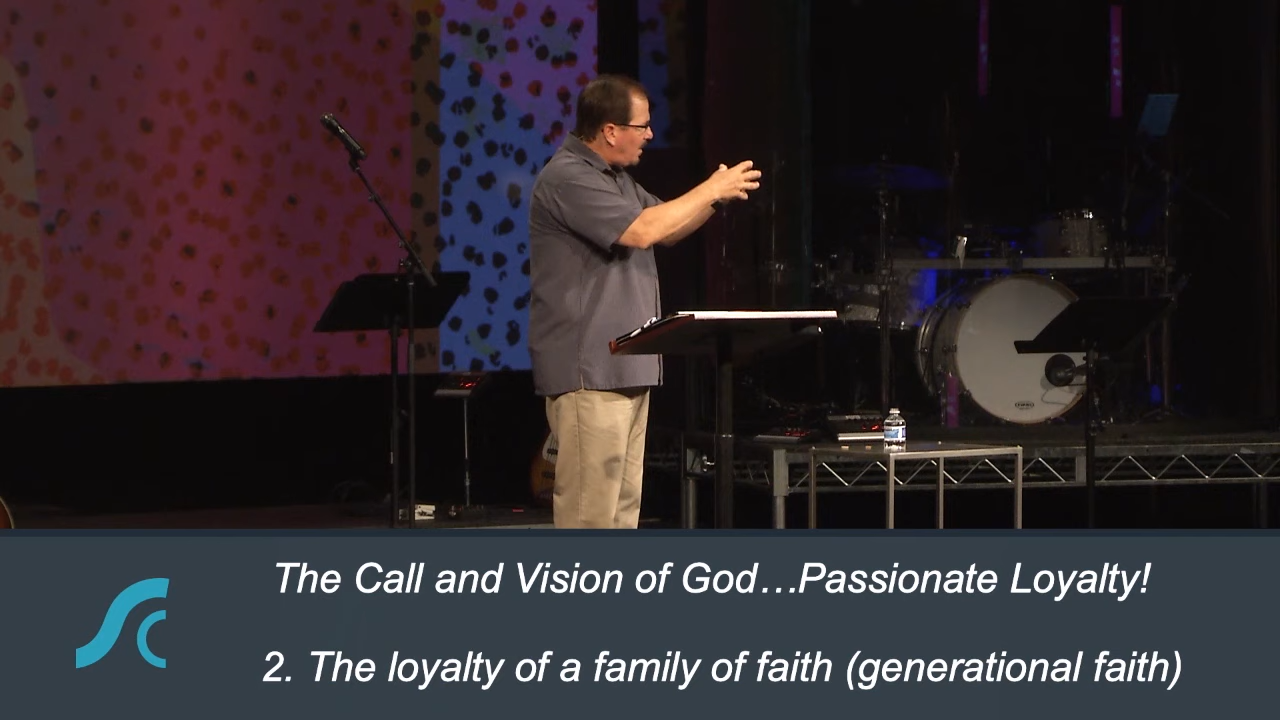 The Call and Vision of God…Passionate Loyalty!
2. The loyalty of a family of faith (generational faith)